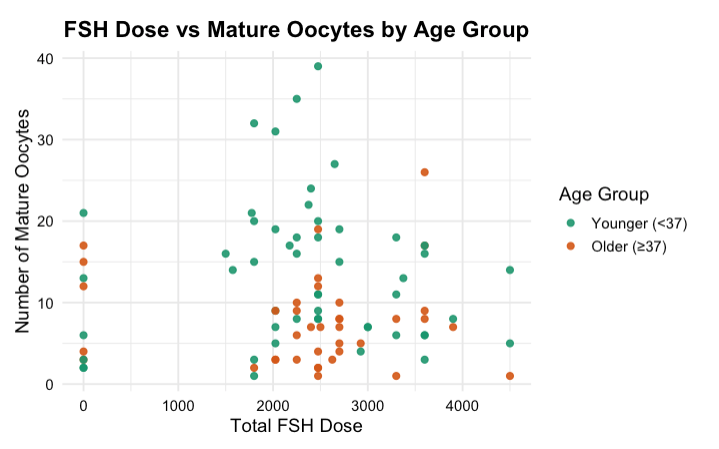 FSH Dose vs Mature Oocytes by Age Group
Number of Mature Oocytes
40
30
20
10
0
0 1000 2000 3000 4000
Total FSH Dose
Age Group
Younger (<37)
Older (≥37)